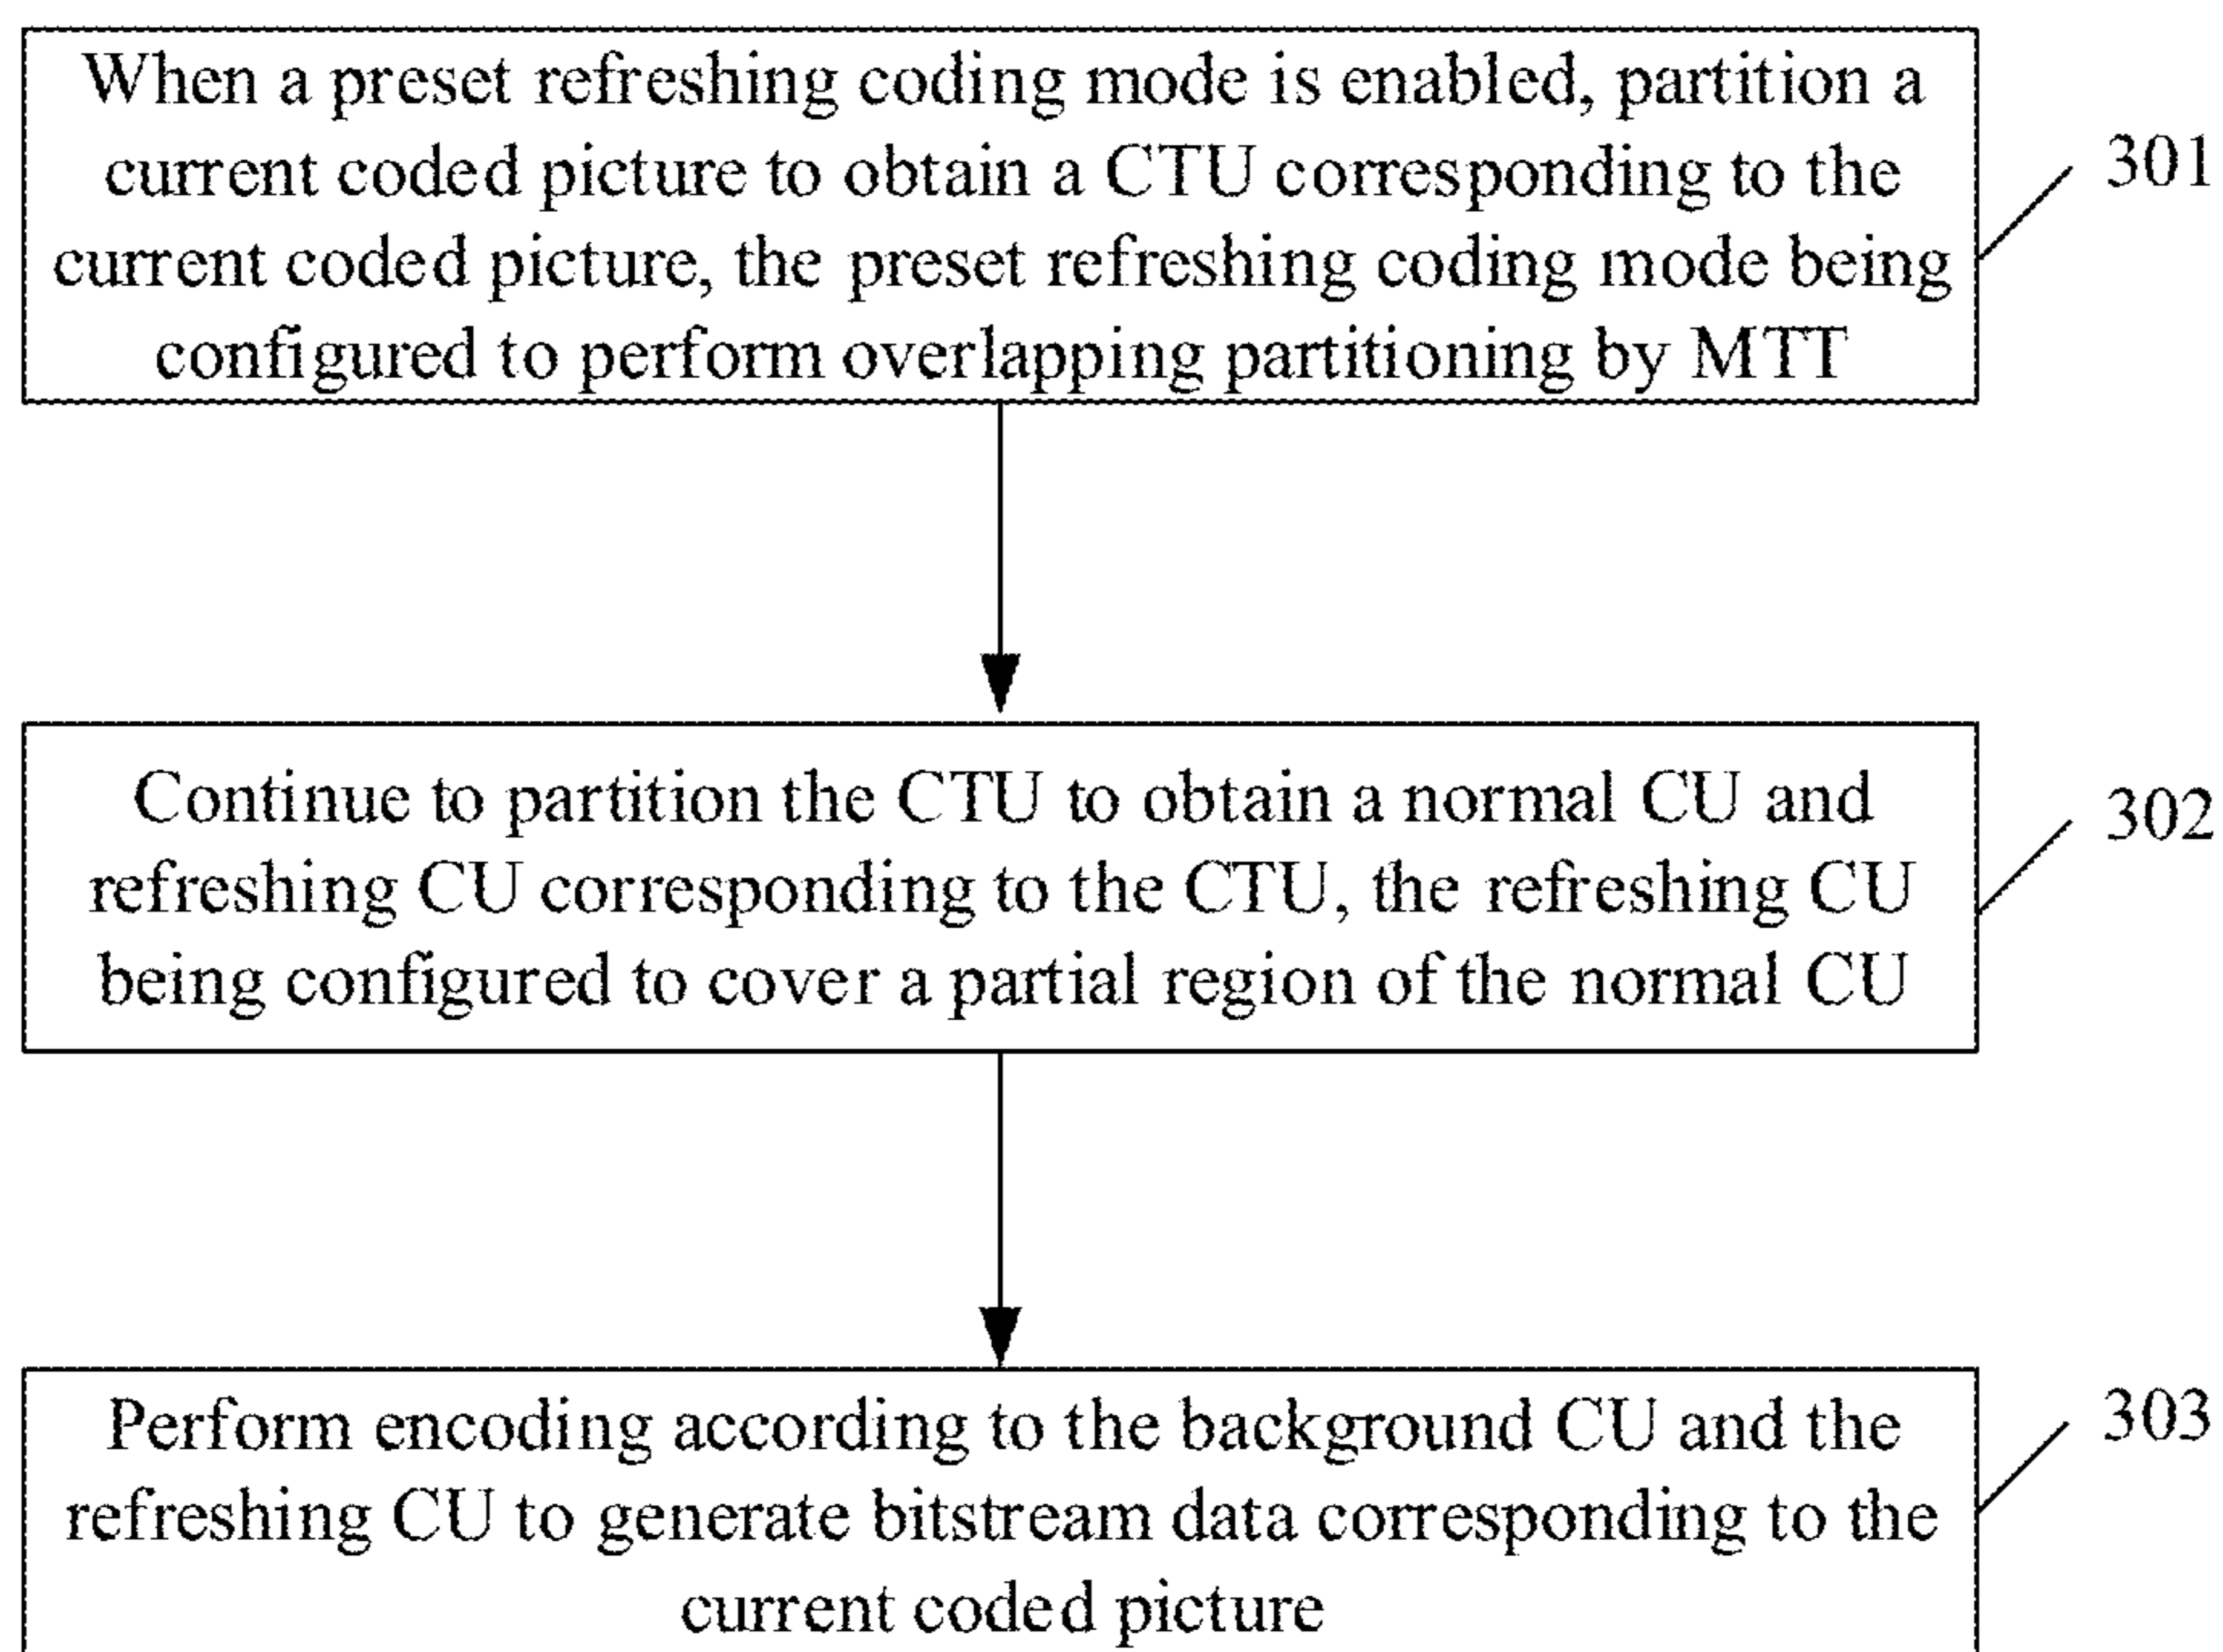 When a preset refreshing coding mode is enabled, partition a
current coded picture to obtain a CTU corresponding to the
current coded picture, the preset refreshing coding mode being
configured to perform overlapping partitioning by MTT
301
Continue to partition the CTU to obtain a normal CU and
refreshing CU corresponding to the CTU, the refreshing CU
being configured to cover a partial region of the normal CU
302
Perform encoding according to the background CU and the
refreshing CU to generate bitstream data corresponding to the
current coded picture
303